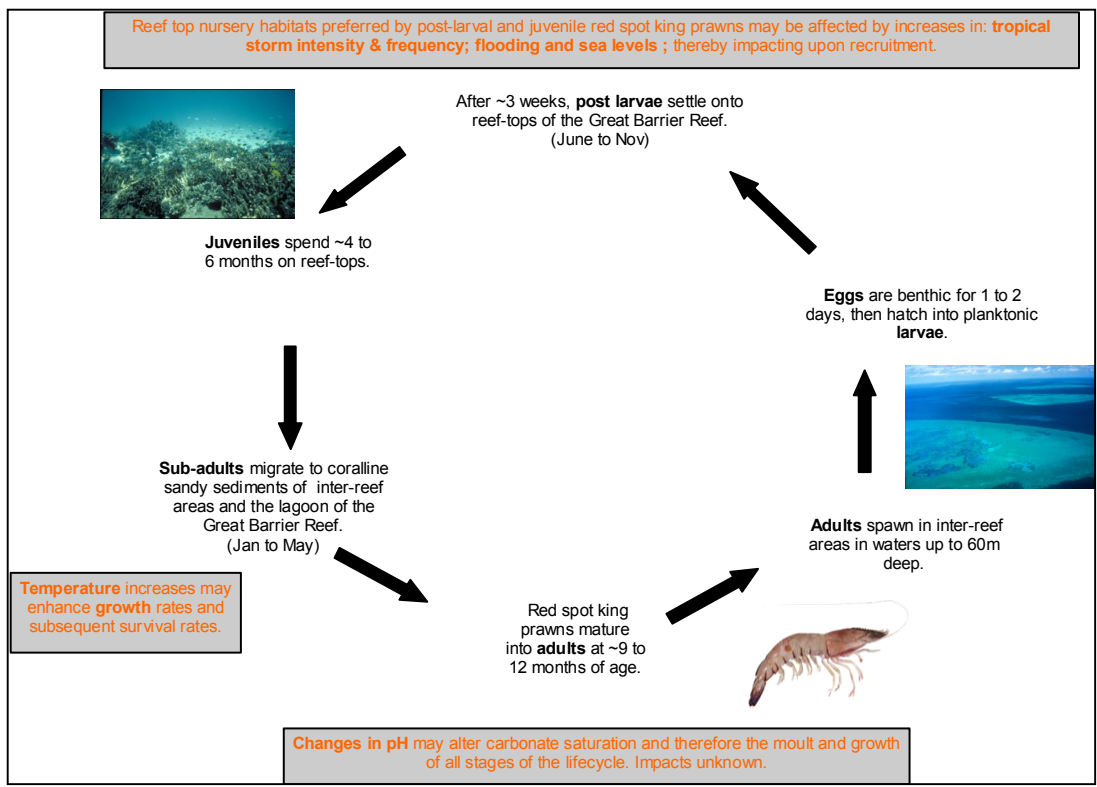 Reef top nursery habitats preferred by post-larval and juvenile red spot king prawns may be affected by increases in: tropical
storm intensity & frequency; flooding and sea levels ; thereby impacting upon recruitment.
After ~3 weeks, post larvae settle onto
reef-tops of the Great Barrier Reef.
(June to Nov)
Juveniles spend ~4 to
6 months on reef-tops.
Eggs are benthic for 1 to 2
days, then hatch into planktonic
larvae.
Sub-adults migrate to coralline
sandy sediments of inter-reef
areas and the lagoon of the
Great Barrier Reef.
(Jan to May)
Adults spawn in inter-reef
areas in waters up to 60m
deep.
Temperature increases may
enhance growth rates and
subsequent survival rates.
Red spot king
prawns mature
into adults at ~9 to
12 months of age.
Changes in pH may alter carbonate saturation and therefore the moult and growth
of all stages of the lifecycle. Impacts unknown.